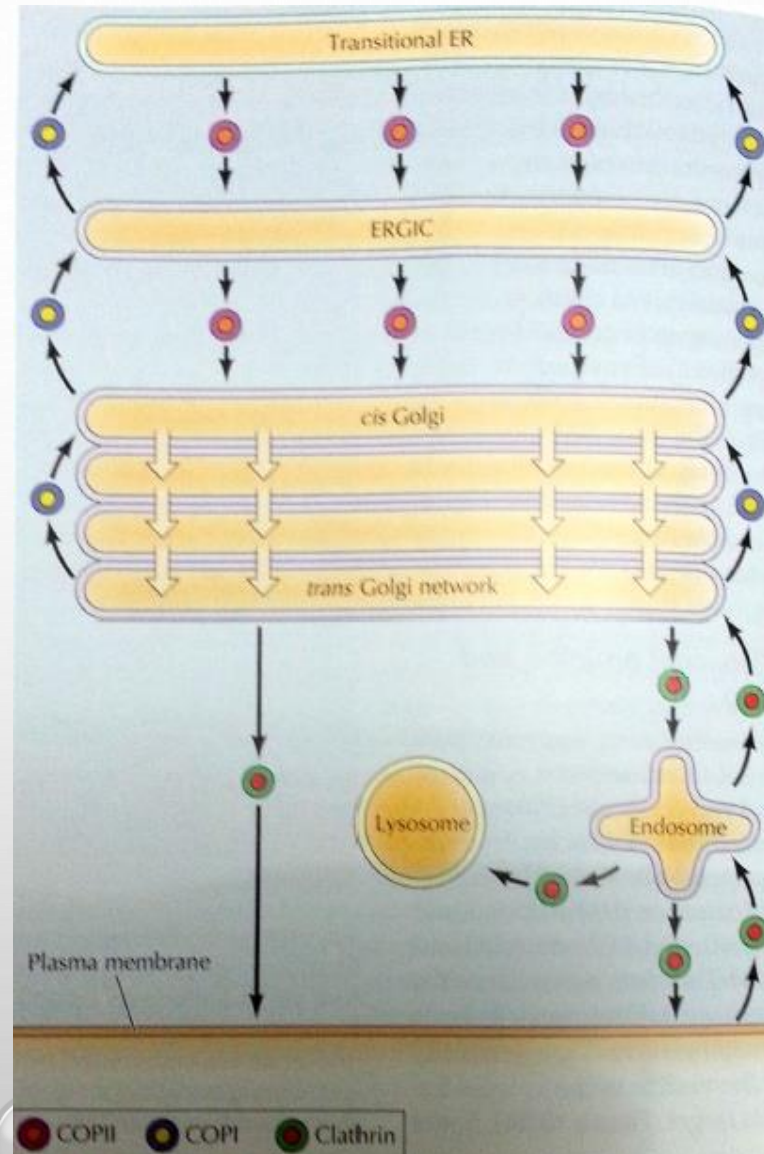 Transitional ER
ERGIC
cis Golgi
trans Golgi network
Lysosome
Endosome
Plasma membrane
COPII COPI Clathrin